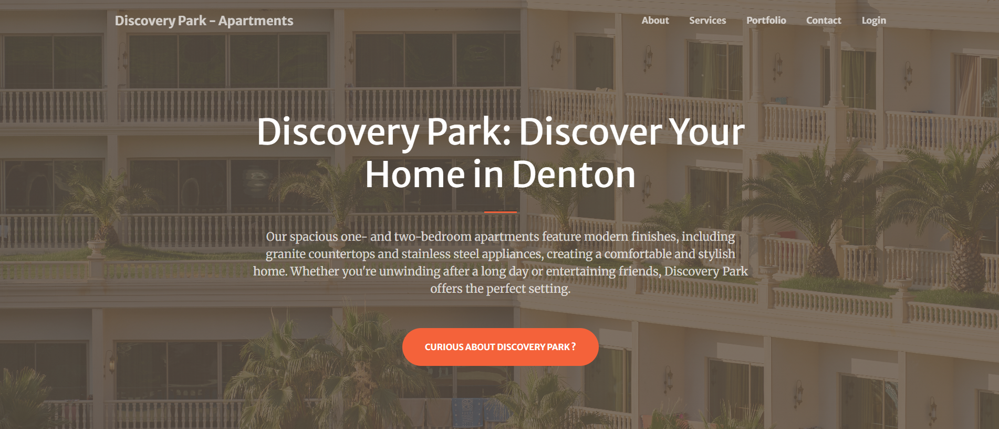 Discovery Park - Apartments
About Services Portfolio Contact Login
Discovery Park: Discover Your
Home in Denton
Our spacious one- and two-bedroom apartments feature modern finishes, including
granite countertops and stainless steel appliances, creating a comfortable and stylish
home. Whether you're unwinding after a long day or entertaining friends, Discovery Park
offers the perfect setting.
CURIOUS ABOUT DISCOVERY PARK ?